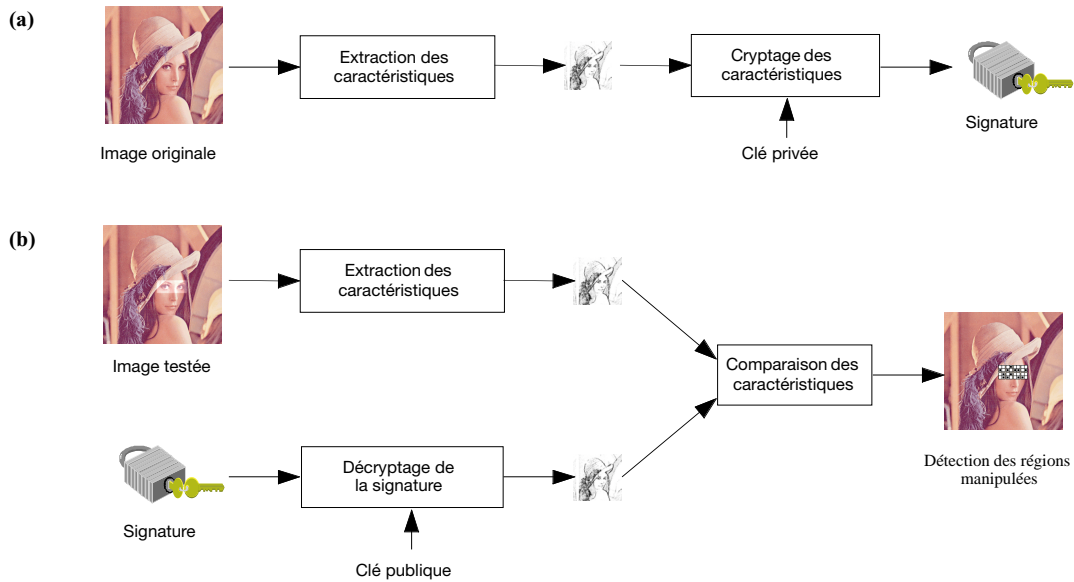 (a)
Extraction des
caractéristiques
Cryptage des
caractéristiques
Image originale
Clé privée
Signature
(b)
Extraction des
caractéristiques
Image testée
Comparaison des
caractéristiques
Décryptage de
la signature
Détection des régions
manipulées
Signature
Clé publique